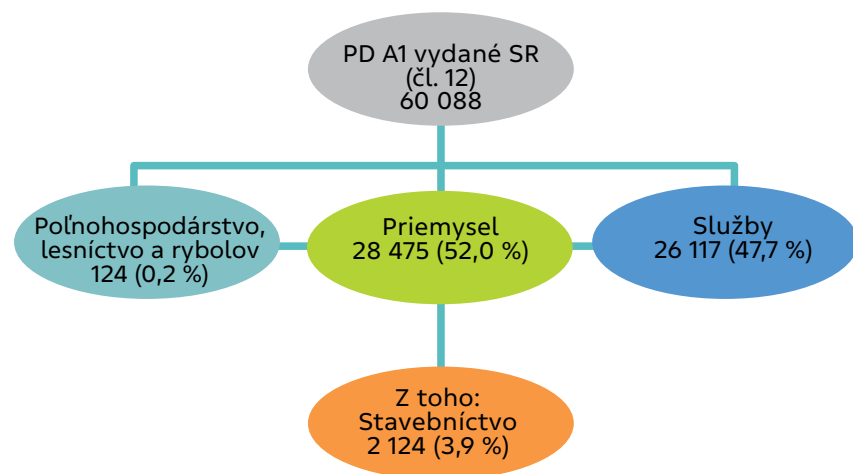 PD A1 vydané SR
(čl. 12)
60 088
Poľnohospodárstvo,
lesníctvo a rybolov
124 (0,2 %)
Priemysel
28 475 (52,0 %)
Služby
26 117 (47,7 %)
Z toho:
Stavebníctvo
2 124 (3,9 %)